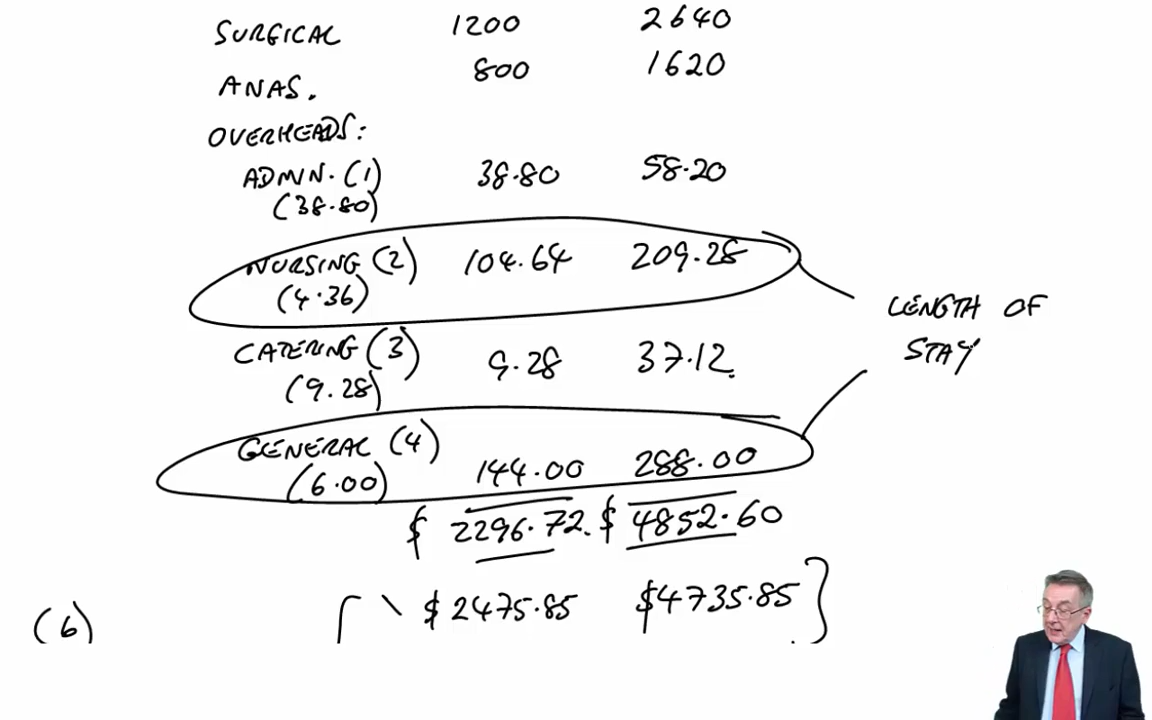 SURGICAL 1200 2640
ANAS. 800 1620
OVERHEADS:
ADMIN. (1) 38.80 58.20
(38.80)
NURSING (2) 104.64 209.28
(4.36)
LENGTH OF
STAY
CATERING (3) 9.28 37.12
(9.28)
GENERAL (4) 144.00 288.00
(6.00)
$ 2296.72 $ 4852.60
(6) [ $2475.85 $4735.85 ]